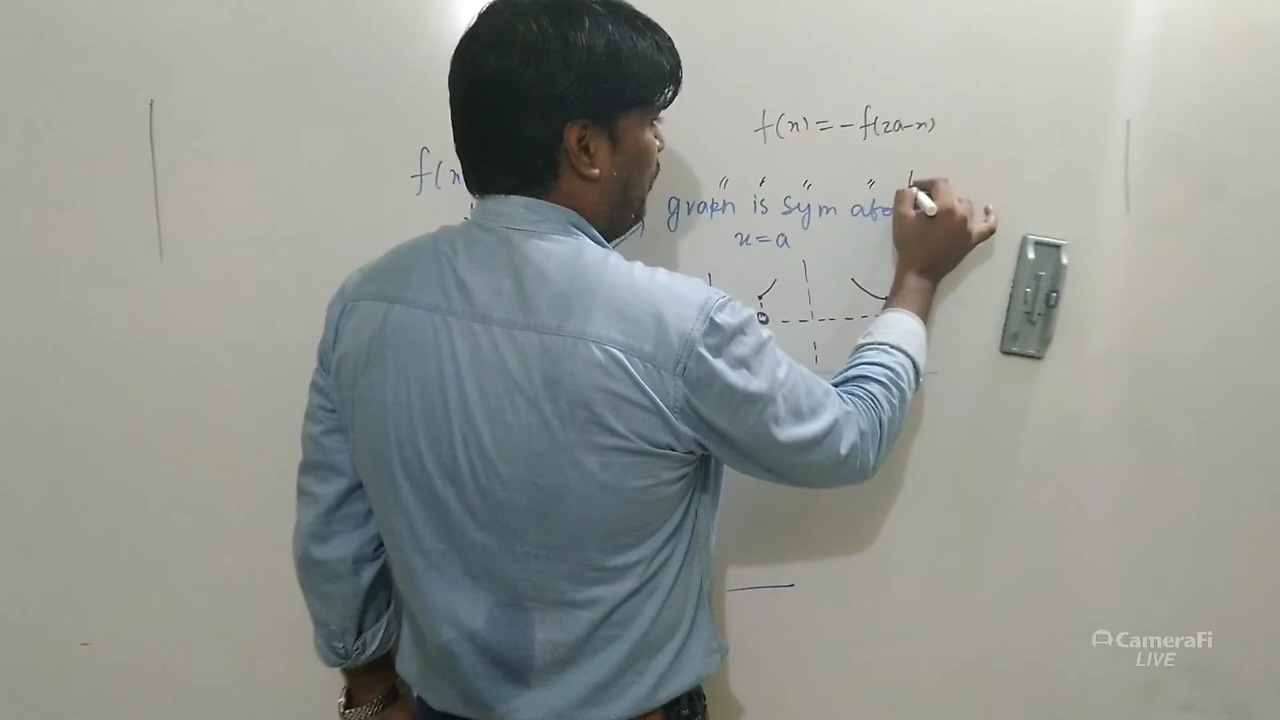 f(x) = -f(2a-x)
f(x
" " " "
graph is sym abo
x=a
CameraFi
LIVE